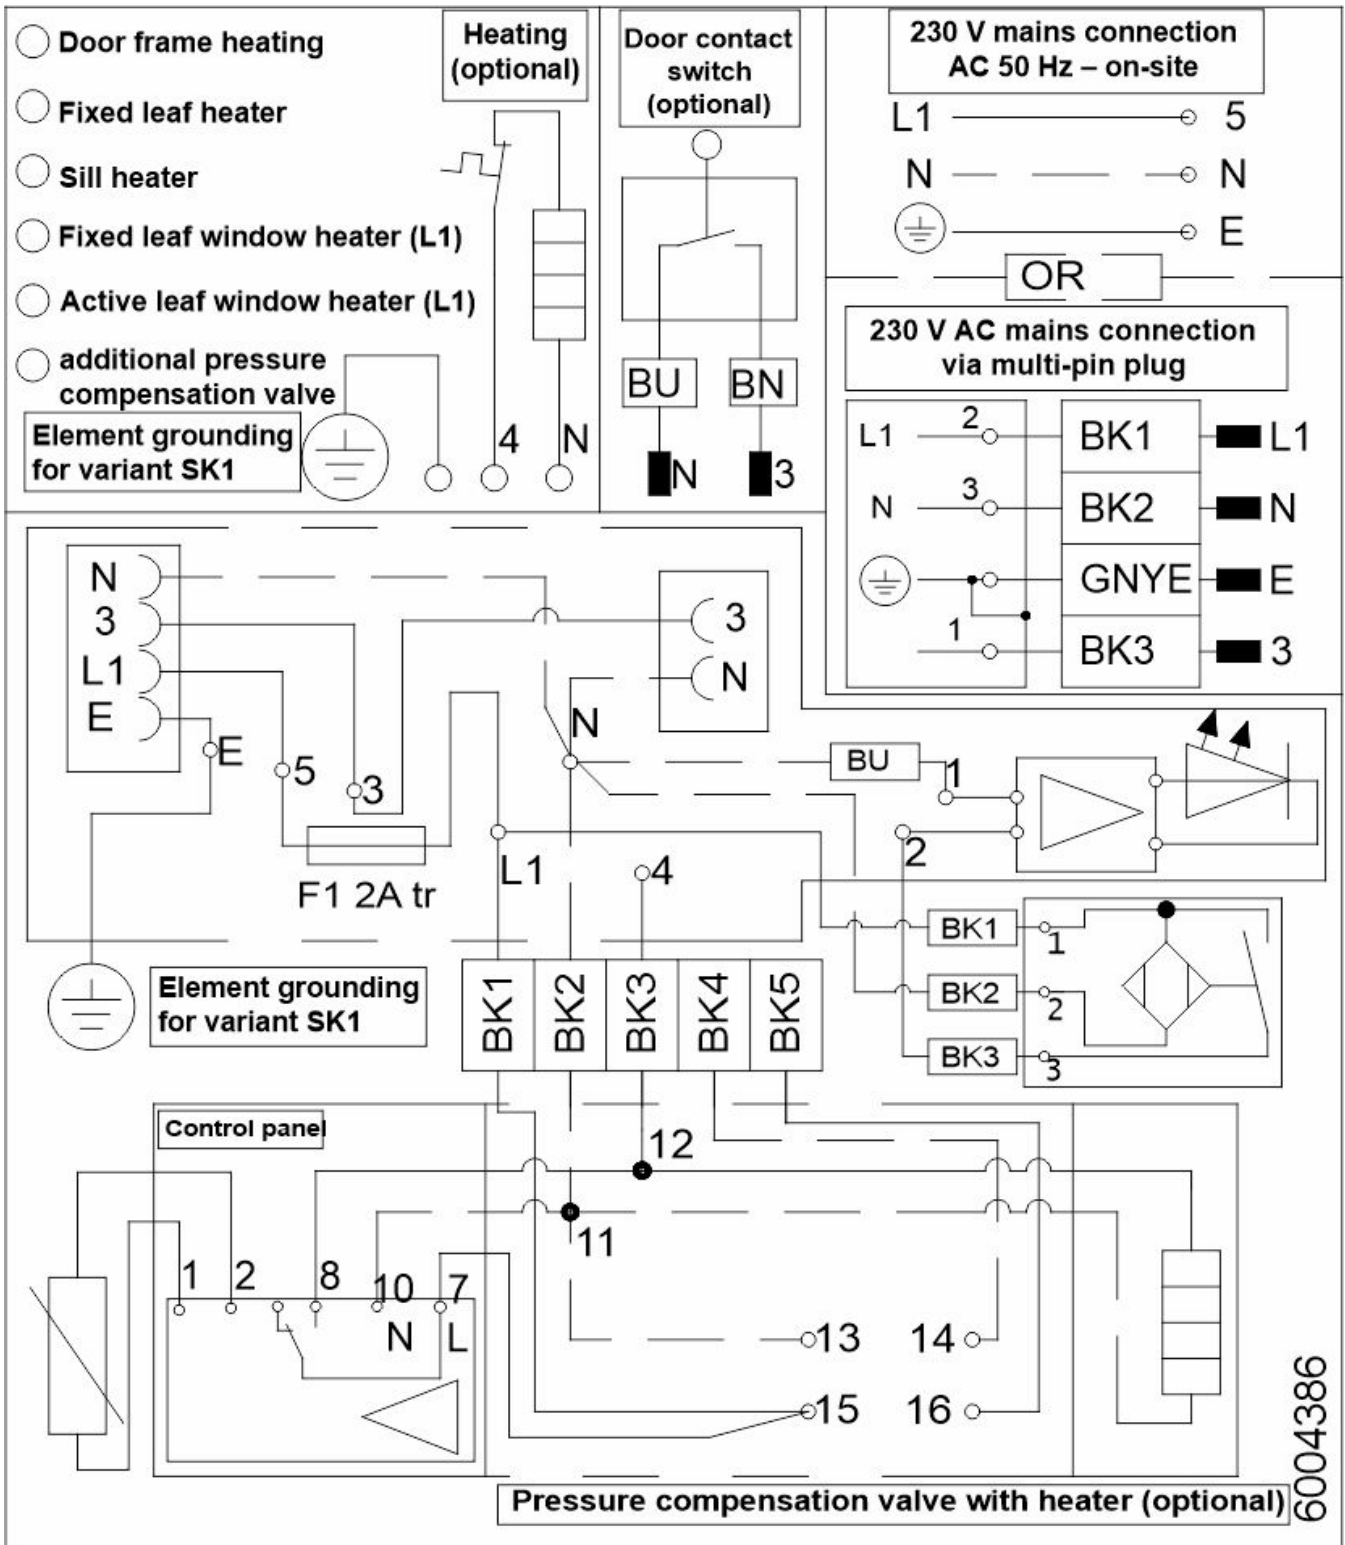 Door frame heating
Fixed leaf heater
Sill heater
Fixed leaf window heater (L1)
Active leaf window heater (L1)
additional pressure
compensation valve
Element grounding
for variant SK1
Heating
(optional)
4
N
Door contact
switch
(optional)
BU
BN
N
3
230 V mains connection
AC 50 Hz – on-site
L1
5
N
N
E
OR
230 V AC mains connection
via multi-pin plug
L1
2
BK1
L1
N
3
BK2
N
GNYE
E
1
BK3
3
N
3
L1
E
E
5
3
F1 2A tr
3
N
N
L1
4
BU
1
2
BK1
1
BK2
2
BK3
3
Element grounding
for variant SK1
BK1
BK2
BK3
BK4
BK5
Control panel
12
11
1
2
8
10
7
N
L
13
14
15
16
Pressure compensation valve with heater (optional)
6004386